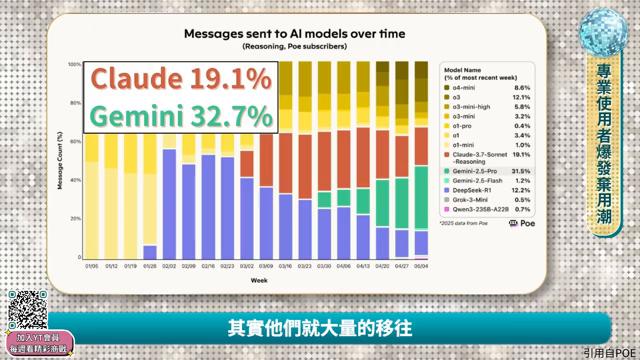 Messages sent to AI models over time
(Reasoning, Poe subscribers)
Claude 19.1%
Gemini 32.7%
100%
80%
60%
40%
20%
0
Message Count (%)
01/05 01/12 01/19 01/28 02/02 02/09 02/16 02/23 03/02 03/09 03/16 03/23 03/30 04/06 04/13 04/20 04/27 05/04
Week
Model Name
(% of most recent week)
o4-mini 8.6%
o3 12.1%
o3-mini-high 5.8%
o3-mini 3.2%
o1-pro 0.4%
o1 3.4%
o1-mini 1.0%
Claude-3.7-Sonnet 19.1%
-Reasoning
Gemini-2.5-Pro 31.5%
Gemini-2.5-Flash 1.2%
DeepSeek-R1 12.2%
Grok-3-Mini 0.5%
Qwen3-235B-A22B 0.7%
*2025 data from Poe
Poe
專業使用者爆發棄用潮
加入YT會員
每週看精彩商戰
其實他們就大量的移往
引用自POE